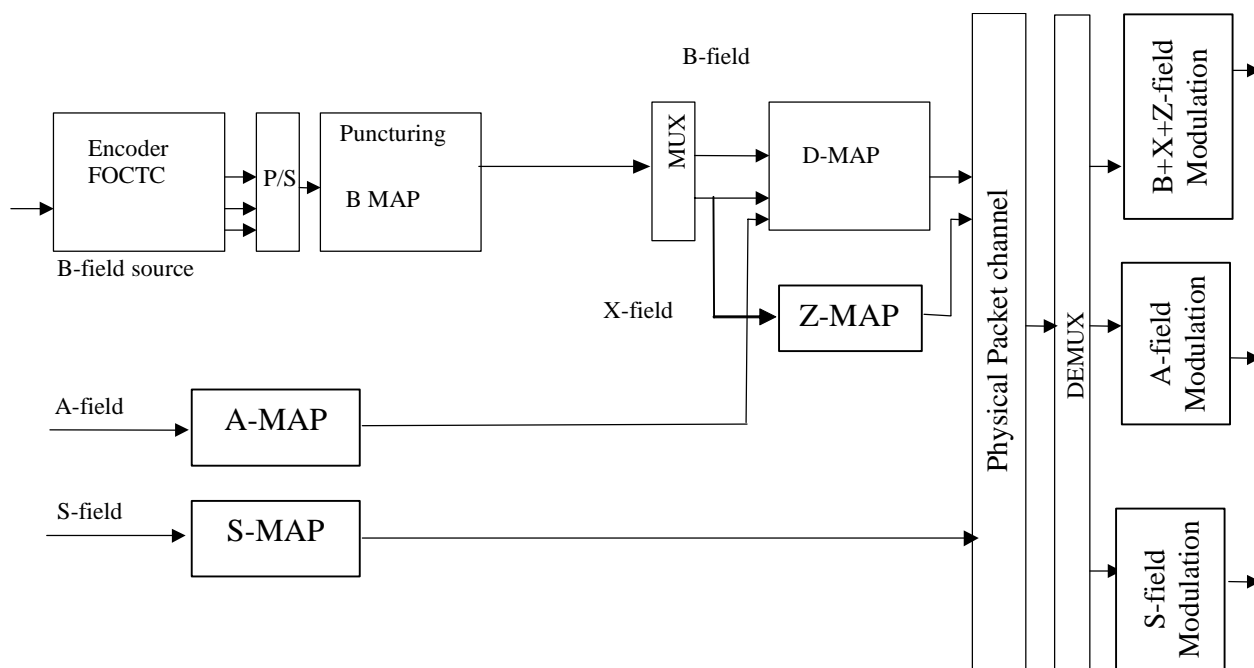 B-field
Encoder
FOCTC
P/S
Puncturing
B MAP
MUX
D-MAP
B-field source
X-field
Z-MAP
A-field
A-MAP
S-field
S-MAP
Physical Packet channel
DEMUX
B+X+Z-field
Modulation
A-field
Modulation
S-field
Modulation